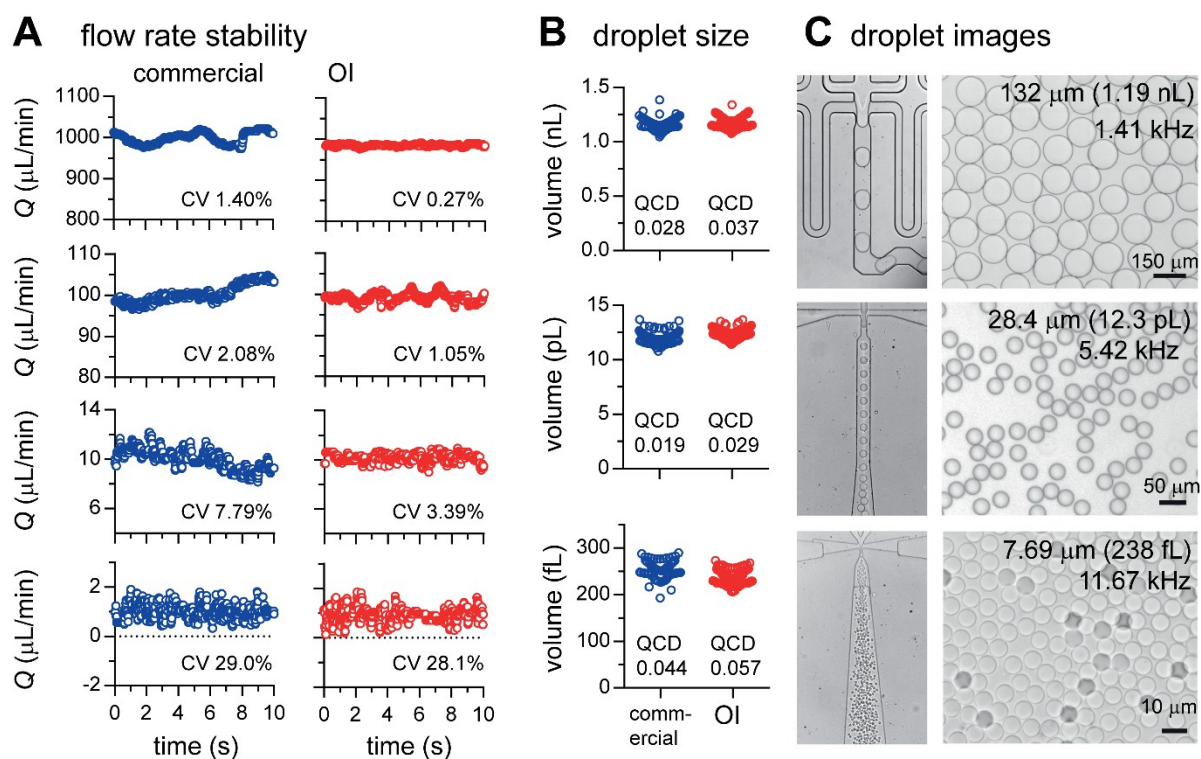 A flow rate stability
commercial OI
Q (μL/min)
1100
1000
900
800
CV 1.40%
CV 0.27%
Q (μL/min)
110
100
90
80
CV 2.08%
CV 1.05%
Q (μL/min)
14
10
6
CV 7.79%
CV 3.39%
Q (μL/min)
2
0
-2
CV 29.0%
CV 28.1%
0 2 4 6 8 10
0 2 4 6 8 10
time (s)
time (s)
B droplet size
volume (nL)
1.5
1.0
0.5
0.0
QCD
0.028
QCD
0.037
volume (pL)
15
10
5
0
QCD
0.019
QCD
0.029
volume (fL)
300
200
100
0
QCD
0.044
QCD
0.057
comm-
ercial
OI
C droplet images
132 μm (1.19 nL)
1.41 kHz
150 μm
28.4 μm (12.3 pL)
5.42 kHz
50 μm
7.69 μm (238 fL)
11.67 kHz
10 μm